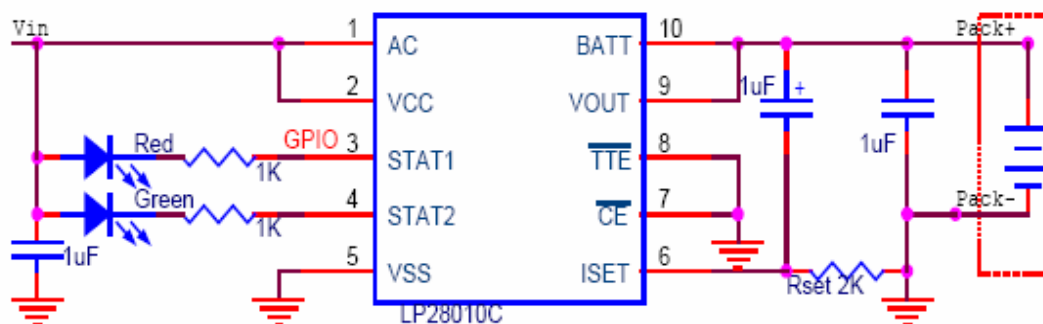 Vin
1
AC
BATT
10
Pack+
2
VCC
VOUT
9
1uF
+
Red
GPIO
3
STAT1
TTE
8
1uF
1K
Green
4
STAT2
CE
7
Pack-
1K
1uF
5
VSS
ISET
6
Rset 2K
LP28010C